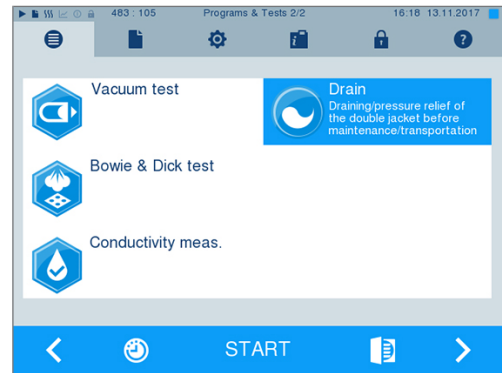 483 : 105 Programs & Tests 2/2 16:18 13.11.2017
Vacuum test
Drain
Draining/pressure relief of
the double jacket before
maintenance/transportation
Bowie & Dick test
Conductivity meas.
START